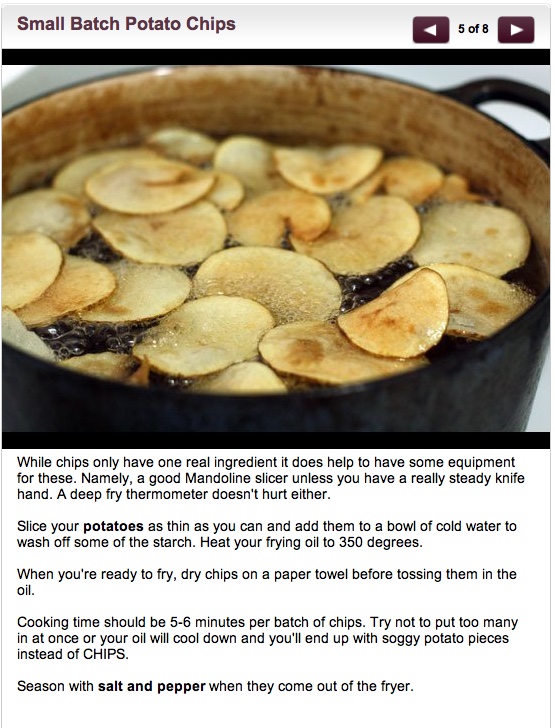 Small Batch Potato Chips
5 of 8
While chips only have one real ingredient it does help to have some equipment
for these. Namely, a good Mandoline slicer unless you have a really steady knife
hand. A deep fry thermometer doesn't hurt either.
Slice your potatoes as thin as you can and add them to a bowl of cold water to
wash off some of the starch. Heat your frying oil to 350 degrees.
When you're ready to fry, dry chips on a paper towel before tossing them in the
oil.
Cooking time should be 5-6 minutes per batch of chips. Try not to put too many
in at once or your oil will cool down and you'll end up with soggy potato pieces
instead of CHIPS.
Season with salt and pepper when they come out of the fryer.